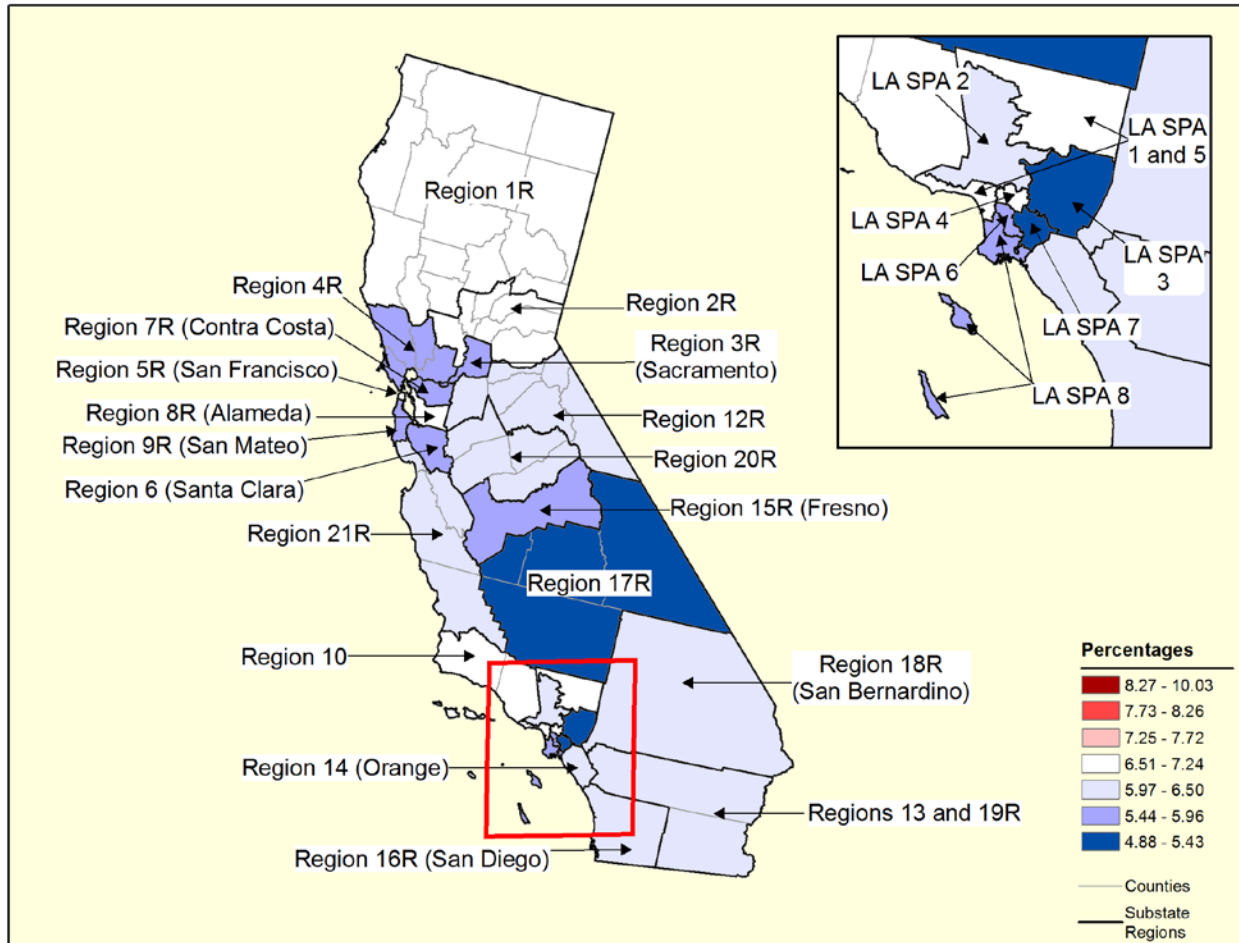 Region 1R
Region 4R
Region 2R
Region 7R (Contra Costa)
Region 3R
(Sacramento)
Region 5R (San Francisco)
Region 8R (Alameda)
Region 12R
Region 9R (San Mateo)
Region 20R
Region 6 (Santa Clara)
Region 15R (Fresno)
Region 21R
Region 17R
Region 10
Region 18R
(San Bernardino)
Region 14 (Orange)
Regions 13 and 19R
Region 16R (San Diego)
LA SPA 2
LA SPA
1 and 5
LA SPA 4
LA SPA 6
LA SPA
3
LA SPA 7
LA SPA 8
Percentages
8.27 - 10.03
7.73 - 8.26
7.25 - 7.72
6.51 - 7.24
5.97 - 6.50
5.44 - 5.96
4.88 - 5.43
Counties
Substate
Regions